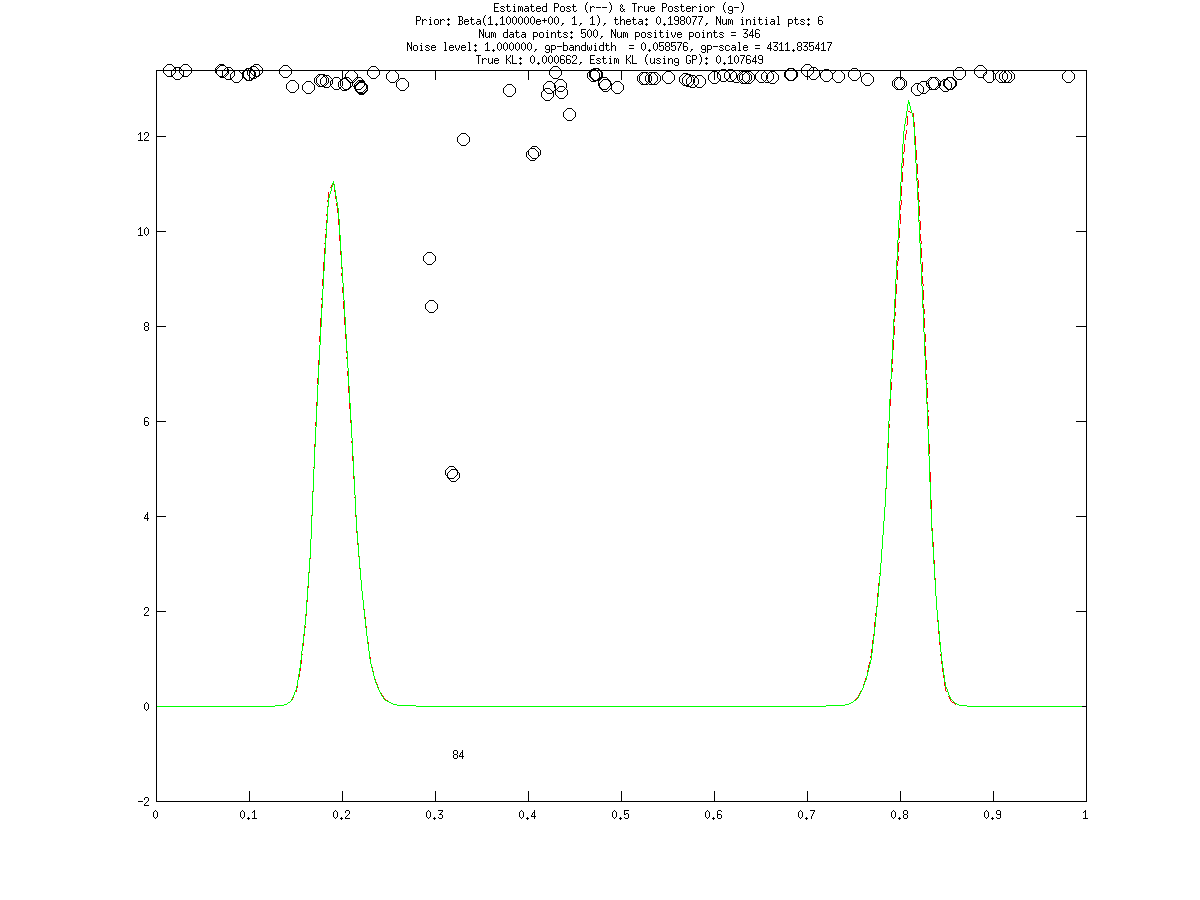 Estimated Post (r--) & True Posterior (g-)
Prior: Beta(1.100000e+00, 1, 1), theta: 0.198077, Num initial pts: 6
Num data points: 500, Num positive points = 346
Noise level: 1.000000, gp-bandwidth  = 0.058576, gp-scale = 4311.835417
True KL: 0.000662, Estim KL (using GP): 0.107649
12
10
8
6
4
2
0
84
-2
0 0.1 0.2 0.3 0.4 0.5 0.6 0.7 0.8 0.9 1